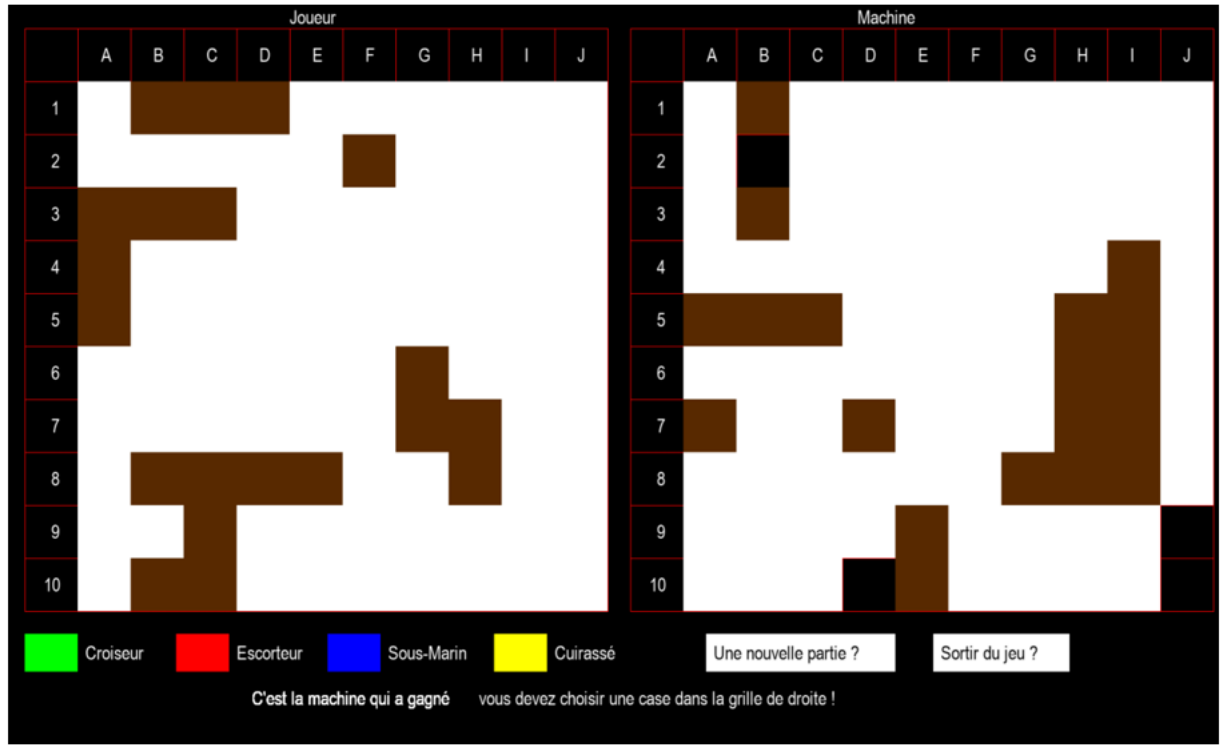 Joueur Machine
A B C D E F G H I J A B C D E F G H I J
1 1
2 2
3 3
4 4
5 5
6 6
7 7
8 8
9 9
10 10
Croiseur Escorteur Sous-Marin Cuirassé Une nouvelle partie ? Sortir du jeu ?
C'est la machine qui a gagné vous devez choisir une case dans la grille de droite !